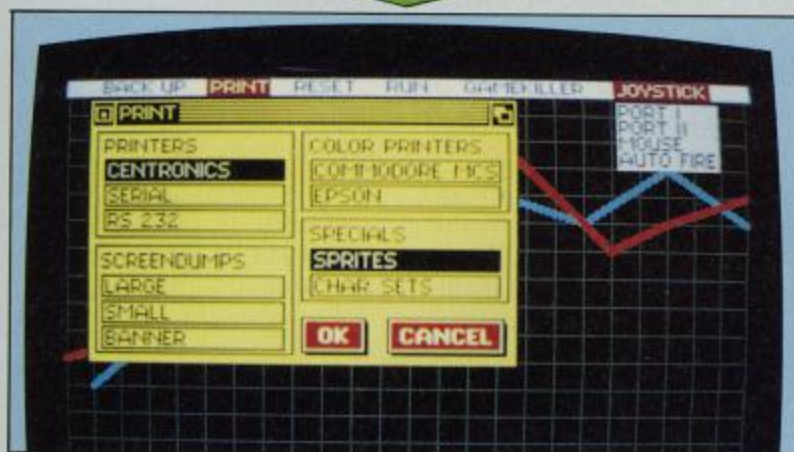 BACK UP PRINT RESET RUN GAMEKILLER JOYSTICK
PORT I
PORT II
MOUSE
AUTO FIRE
PRINT
PRINTERS
CENTRONICS
SERIAL
RS 232
SCREENDUMPS
LARGE
SMALL
BANNER
COLOR PRINTERS
COMMODORE MCS
EPSON
SPECIALS
SPRITES
CHAR SETS
OK CANCEL